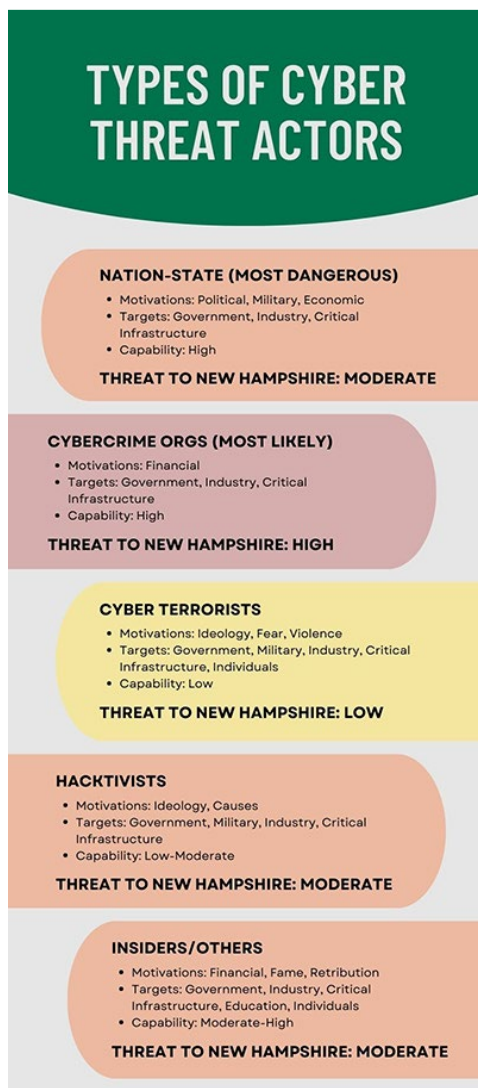 TYPES OF CYBER
THREAT ACTORS
NATION-STATE (MOST DANGEROUS)
• Motivations: Political, Military, Economic
• Targets: Government, Industry, Critical
Infrastructure
• Capability: High
THREAT TO NEW HAMPSHIRE: MODERATE
CYBERCRIME ORGS (MOST LIKELY)
• Motivations: Financial
• Targets: Government, Industry, Critical
Infrastructure
• Capability: High
THREAT TO NEW HAMPSHIRE: HIGH
CYBER TERRORISTS
• Motivations: Ideology, Fear, Violence
• Targets: Government, Military, Industry, Critical
Infrastructure, Individuals
• Capability: Low
THREAT TO NEW HAMPSHIRE: LOW
HACKTIVISTS
• Motivations: Ideology, Causes
• Targets: Government, Military, Industry, Critical
Infrastructure
• Capability: Low-Moderate
THREAT TO NEW HAMPSHIRE: MODERATE
INSIDERS/OTHERS
• Motivations: Financial, Fame, Retribution
• Targets: Government, Industry, Critical
Infrastructure, Education, Individuals
• Capability: Moderate-High
THREAT TO NEW HAMPSHIRE: MODERATE